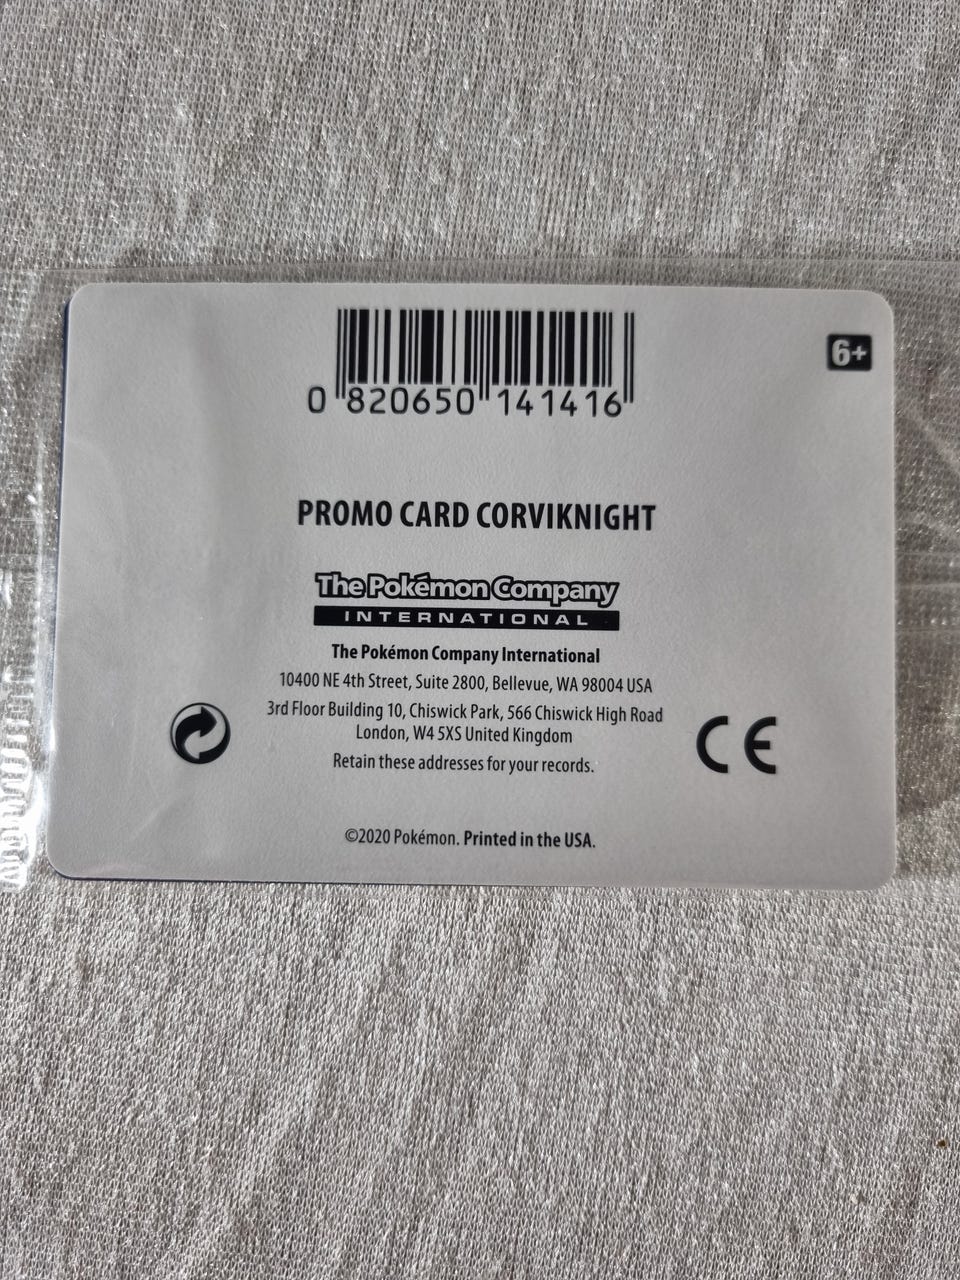 6+
0 820650 141416
PROMO CARD CORVIKNIGHT
The Pokémon Company
INTERNATIONAL
The Pokémon Company International
10400 NE 4th Street, Suite 2800, Bellevue, WA 98004 USA
3rd Floor Building 10, Chiswick Park, 566 Chiswick High Road
London, W4 5XS United Kingdom
Retain these addresses for your records.
CE
©2020 Pokémon. Printed in the USA.